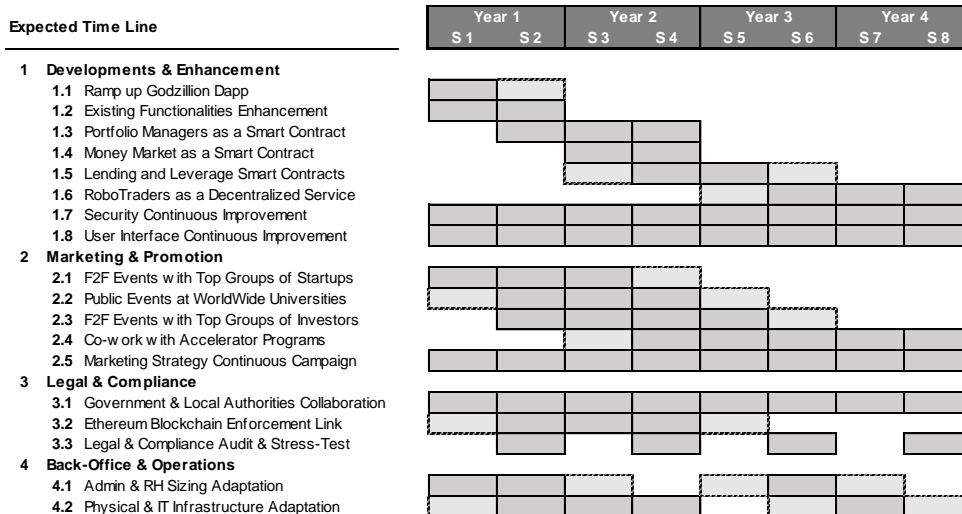 Expected Time Line
Year 1 Year 2 Year 3 Year 4
S 1 S 2 S 3 S 4 S 5 S 6 S 7 S 8
1 Developments & Enhancement
1.1 Ramp up Godzillion Dapp
1.2 Existing Functionalities Enhancement
1.3 Portfolio Managers as a Smart Contract
1.4 Money Market as a Smart Contract
1.5 Lending and Leverage Smart Contracts
1.6 RoboTraders as a Decentralized Service
1.7 Security Continuous Improvement
1.8 User Interface Continuous Improvement
2 Marketing & Promotion
2.1 F2F Events with Top Groups of Startups
2.2 Public Events at WorldWide Universities
2.3 F2F Events with Top Groups of Investors
2.4 Co-work with Accelerator Programs
2.5 Marketing Strategy Continuous Campaign
3 Legal & Compliance
3.1 Government & Local Authorities Collaboration
3.2 Ethereum Blockchain Enforcement Link
3.3 Legal & Compliance Audit & Stress-Test
4 Back-Office & Operations
4.1 Admin & RH Sizing Adaptation
4.2 Physical & IT Infrastructure Adaptation